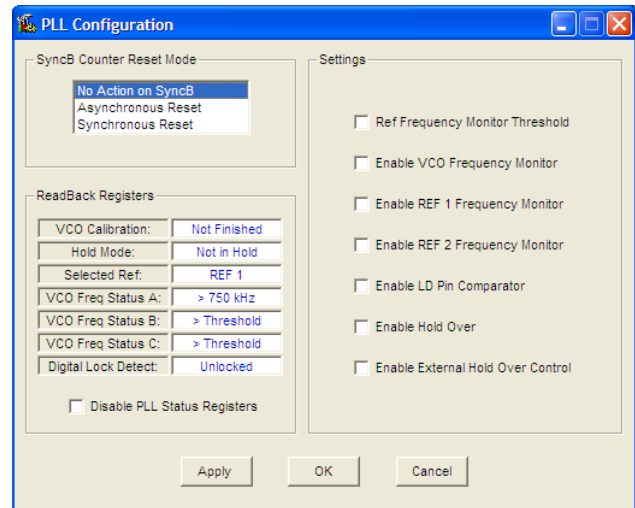 PLL Configuration
SyncB Counter Reset Mode
No Action on SyncB
Asynchronous Reset
Synchronous Reset
ReadBack Registers
VCO Calibration: Not Finished
Hold Mode: Not in Hold
Selected Ref: REF 1
VCO Freq Status A: > 750 kHz
VCO Freq Status B: > Threshold
VCO Freq Status C: > Threshold
Digital Lock Detect: Unlocked
Disable PLL Status Registers
Settings
Ref Frequency Monitor Threshold
Enable VCO Frequency Monitor
Enable REF 1 Frequency Monitor
Enable REF 2 Frequency Monitor
Enable LD Pin Comparator
Enable Hold Over
Enable External Hold Over Control
Apply OK Cancel